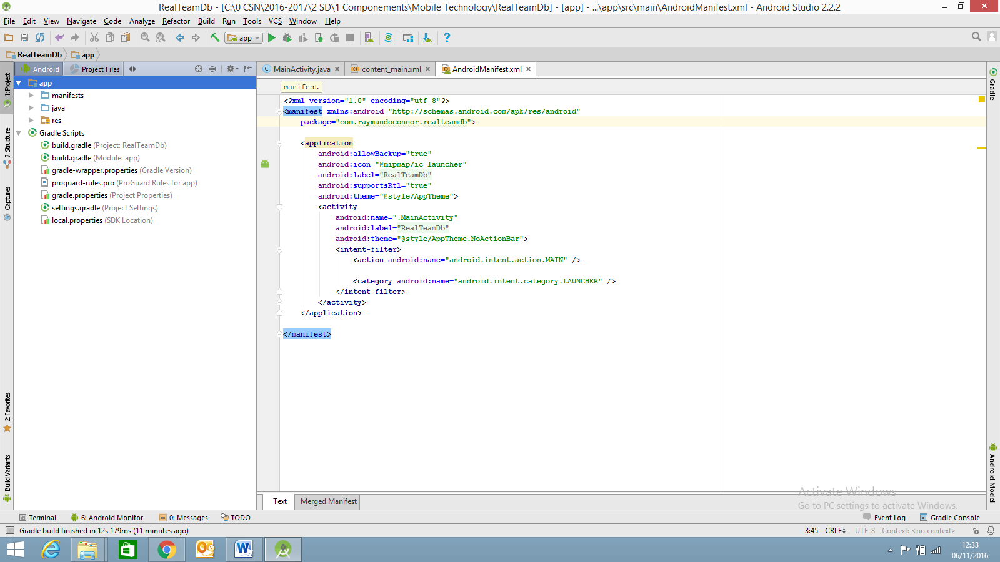 RealTeamDb - [C:\0 CSN\2016-2017\2 SD\1 Componements\Mobile Technology\RealTeamDb] - [app] - ...\app\src\main\AndroidManifest.xml - Android Studio 2.2.2
File Edit View Navigate Code Analyze Refactor Build Run Tools VCS Window Help
app
RealTeamDb app
Android Project Files
MainActivity.java content_main.xml AndroidManifest.xml
1: Project
7: Structure
Captures
2: Favorites
Build Variants
app
manifests
java
res
Gradle Scripts
build.gradle (Project: RealTeamDb)
build.gradle (Module: app)
gradle-wrapper.properties (Gradle Version)
proguard-rules.pro (ProGuard Rules for app)
gradle.properties (Project Properties)
settings.gradle (Project Settings)
local.properties (SDK Location)
manifest
<?xml version="1.0" encoding="utf-8"?>
<manifest xmlns:android="http://schemas.android.com/apk/res/android"
package="com.raymundoconnor.realteamdb">
<application
android:allowBackup="true"
android:icon="@mipmap/ic_launcher"
android:label="RealTeamDb"
android:supportsRtl="true"
android:theme="@style/AppTheme">
<activity
android:name=".MainActivity"
android:label="RealTeamDb"
android:theme="@style/AppTheme.NoActionBar">
<intent-filter>
<action android:name="android.intent.action.MAIN" />
<category android:name="android.intent.category.LAUNCHER" />
</intent-filter>
</activity>
</application>
</manifest>
Gradle
Android Model
Activate Windows
Go to PC settings to activate Windows.
Text Merged Manifest
Terminal 6: Android Monitor 0: Messages TODO Event Log Gradle Console
Gradle build finished in 12s 179ms (11 minutes ago) 3:45 CRLF UTF-8 Context: <no context>
12:33
06/11/2016